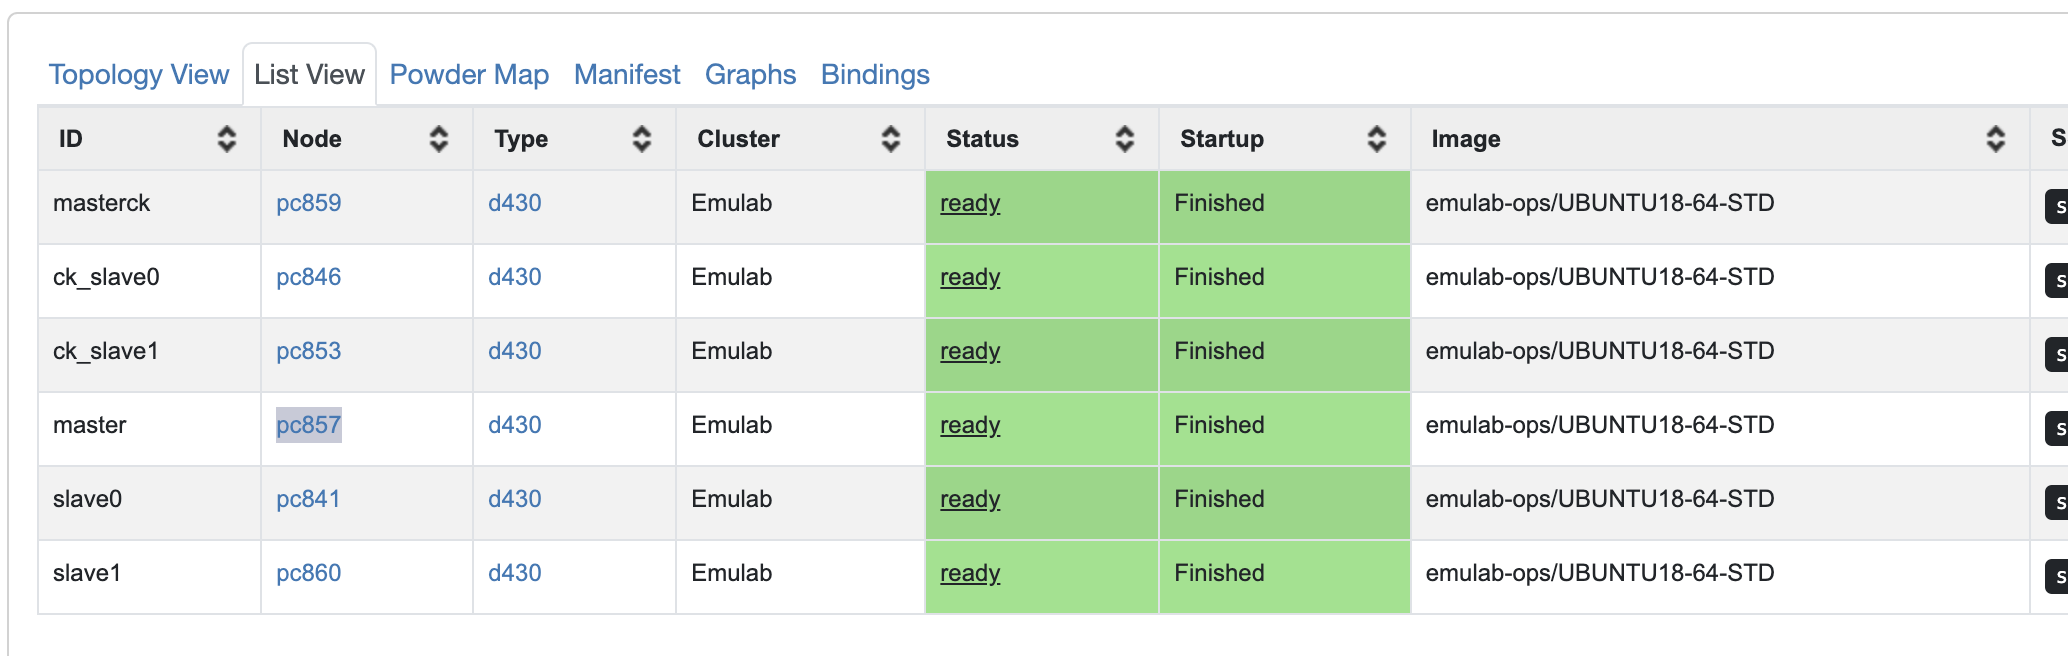 Topology View List View Powder Map Manifest Graphs Bindings
ID Node Type Cluster Status Startup Image
masterck pc859 d430 Emulab ready Finished emulab-ops/UBUNTU18-64-STD
ck_slave0 pc846 d430 Emulab ready Finished emulab-ops/UBUNTU18-64-STD
ck_slave1 pc853 d430 Emulab ready Finished emulab-ops/UBUNTU18-64-STD
master pc857 d430 Emulab ready Finished emulab-ops/UBUNTU18-64-STD
slave0 pc841 d430 Emulab ready Finished emulab-ops/UBUNTU18-64-STD
slave1 pc860 d430 Emulab ready Finished emulab-ops/UBUNTU18-64-STD